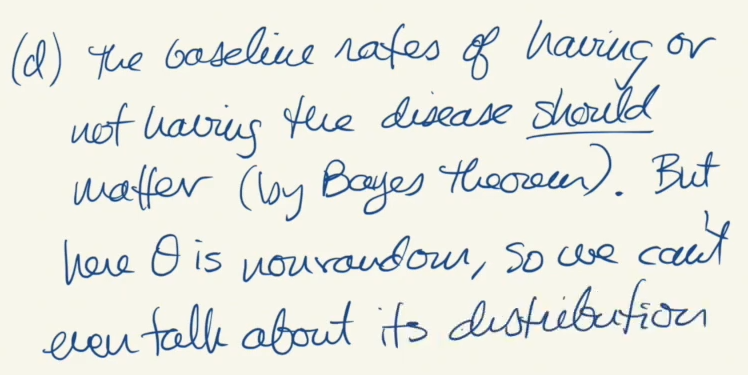 (d) The baseline rates of having or
not having the disease should
matter (by Bayes theorem). But
here θ is nonrandom, so we can't
even talk about its distribution